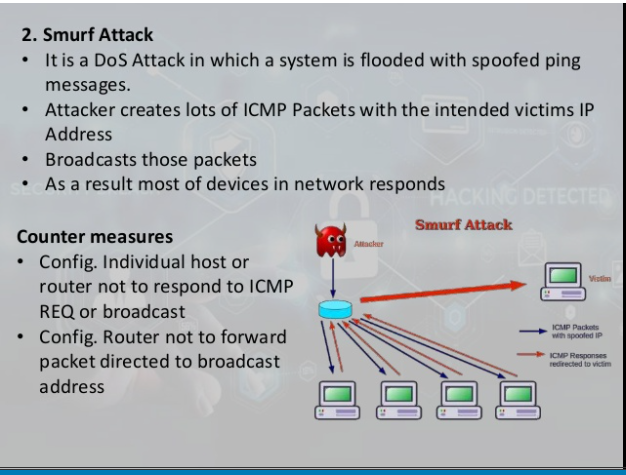 2. Smurf Attack
• It is a DoS Attack in which a system is flooded with spoofed ping
messages.
• Attacker creates lots of ICMP Packets with the intended victims IP
Address
• Broadcasts those packets
• As a result most of devices in network responds
HACKING DETECTED
Counter measures
• Config. Individual host or
router not to respond to ICMP
REQ or broadcast
• Config. Router not to forward
packet directed to broadcast
address
Smurf Attack
Attacker
Victim
ICMP Packets
with spoofed IP
ICMP Responses
redirected to victim